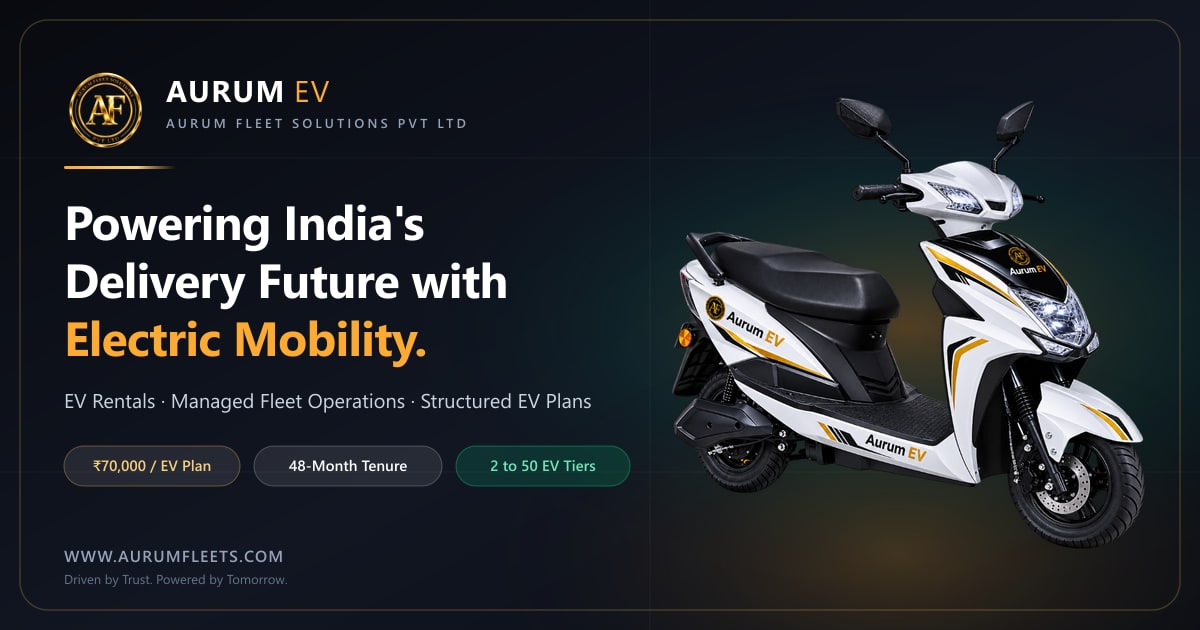 AF
AURUM EV
AURUM FLEET SOLUTIONS PVT LTD
Powering India's
Delivery Future with
Electric Mobility.
EV Rentals · Managed Fleet Operations · Structured EV Plans
₹70,000 / EV Plan
48-Month Tenure
2 to 50 EV Tiers
WWW.AURUMFLEETS.COM
Driven by Trust. Powered by Tomorrow.
AF
Aurum EV
AF
Aurum EV
Aurum EV